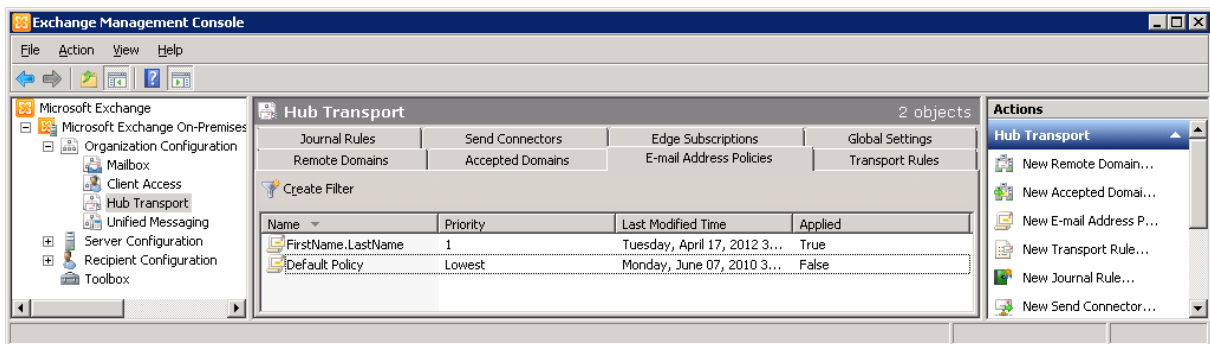 Exchange Management Console
File Action View Help
Microsoft Exchange
Microsoft Exchange On-Premises
Organization Configuration
Mailbox
Client Access
Hub Transport
Unified Messaging
Server Configuration
Recipient Configuration
Toolbox
Hub Transport 2 objects
Journal Rules Send Connectors Edge Subscriptions Global Settings
Remote Domains Accepted Domains E-mail Address Policies Transport Rules
Create Filter
Name Priority Last Modified Time Applied
FirstName.LastName 1 Tuesday, April 17, 2012 3... True
Default Policy Lowest Monday, June 07, 2010 3... False
Actions
Hub Transport
New Remote Domain...
New Accepted Domai...
New E-mail Address P...
New Transport Rule...
New Journal Rule...
New Send Connector...